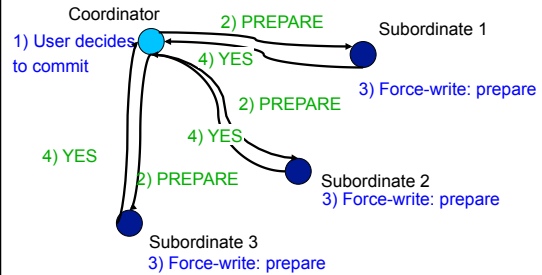 Coordinator
2) PREPARE
Subordinate 1
1) User decides
to commit
4) YES
3) Force-write: prepare
2) PREPARE
4) YES
4) YES
2) PREPARE
Subordinate 2
3) Force-write: prepare
Subordinate 3
3) Force-write: prepare